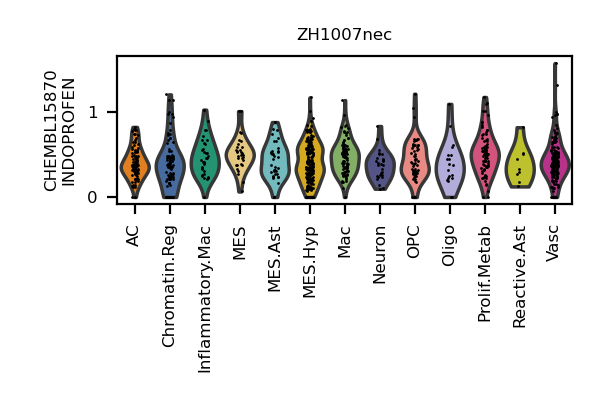 ZH1007nec
CHEMBL15870
INDOPROFEN
1
0
AC
Chromatin.Reg
Inflammatory.Mac
MES
MES.Ast
MES.Hyp
Mac
Neuron
OPC
Oligo
Prolif.Metab
Reactive.Ast
Vasc